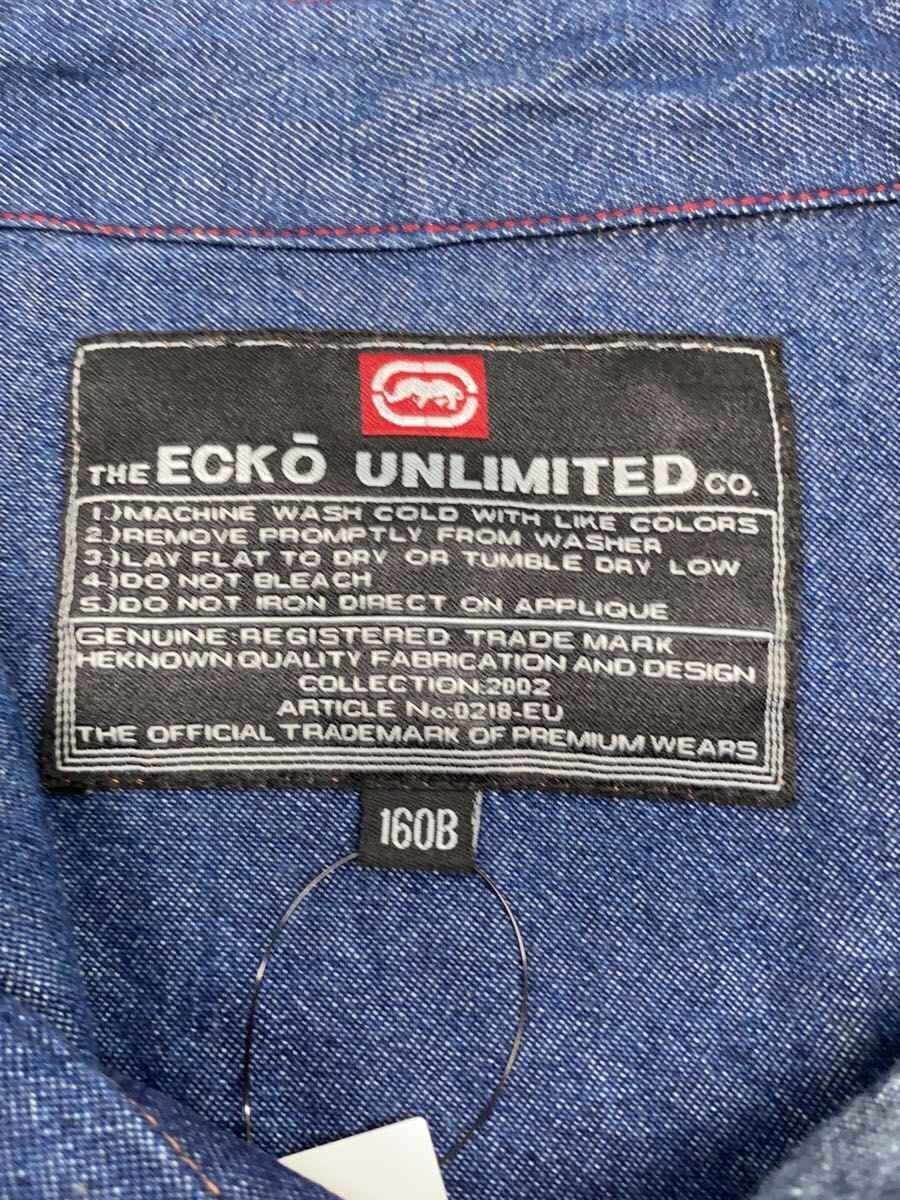 THE ECKŌ UNLIMITED CO.
1.)MACHINE WASH COLD WITH LIKE COLORS
2.)REMOVE PROMPTLY FROM WASHER
3.)LAY FLAT TO DRY OR TUMBLE DRY LOW
4.)DO NOT BLEACH
5.)DO NOT IRON DIRECT ON APPLIQUE
GENUINE:REGISTERED TRADE MARK
HEKNOWN QUALITY FABRICATION AND DESIGN
COLLECTION:2002
ARTICLE No:0218-EU
THE OFFICIAL TRADEMARK OF PREMIUM WEARS
160B